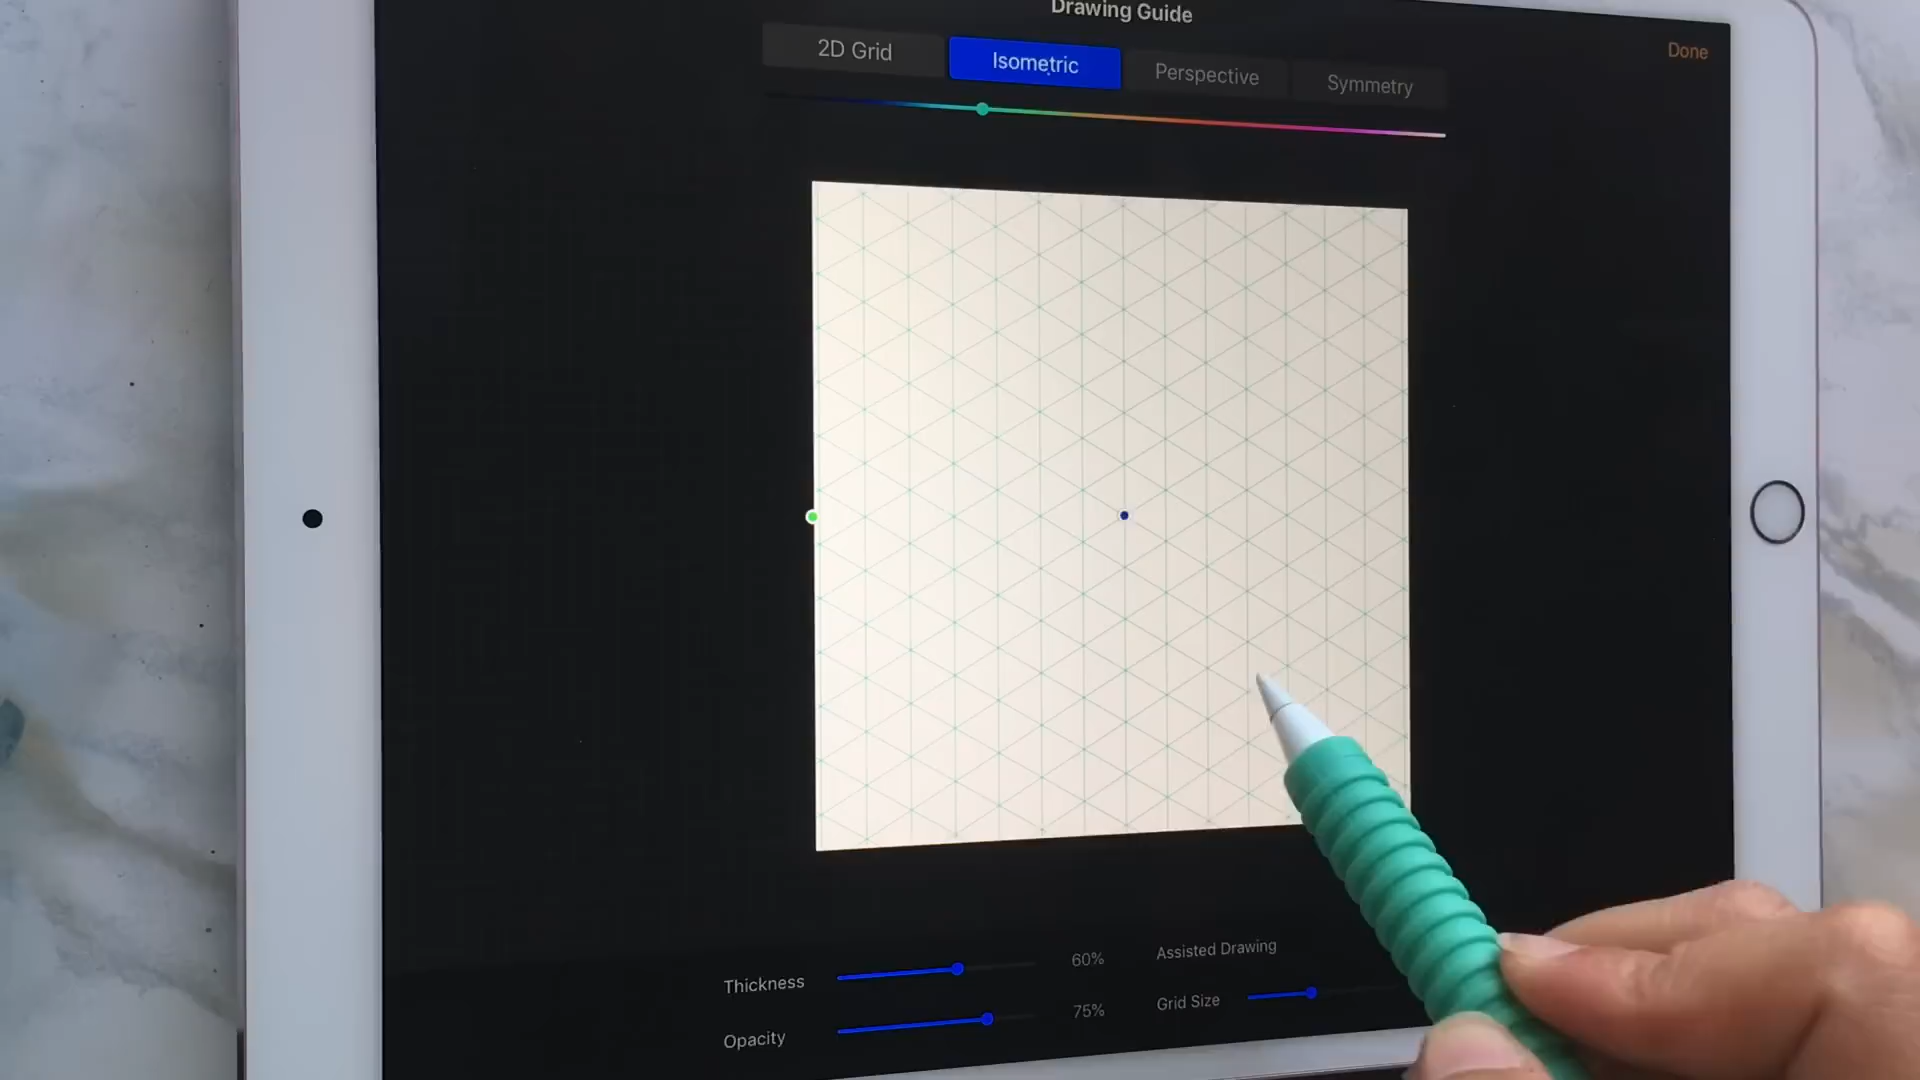 Drawing Guide
Done
2D Grid
Isometric
Perspective
Symmetry
Thickness
60%
Assisted Drawing
Opacity
75%
Grid Size